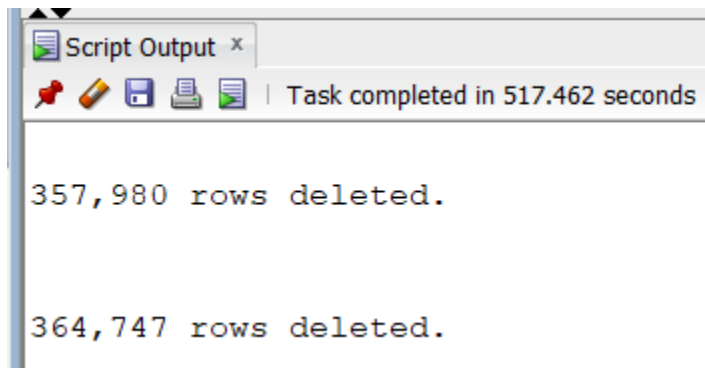 Script Output x
Task completed in 517.462 seconds
357,980 rows deleted.
364,747 rows deleted.